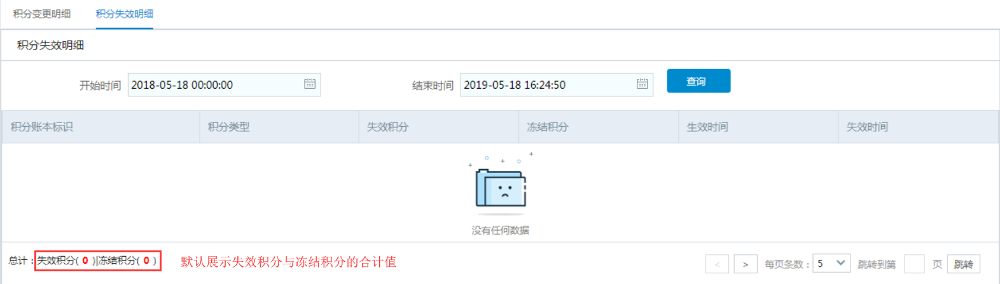 积分变更明细 积分失效明细
积分失效明细
开始时间 2018-05-18 00:00:00 结束时间 2019-05-18 16:24:50 查询
积分账本标识 积分类型 失效积分 冻结积分 生效时间 失效时间
没有任何数据
总计：失效积分( 0 )|冻结积分( 0 ) 默认展示失效积分与冻结积分的合计值 < > 每页条数： 5 跳转到第 页 跳转